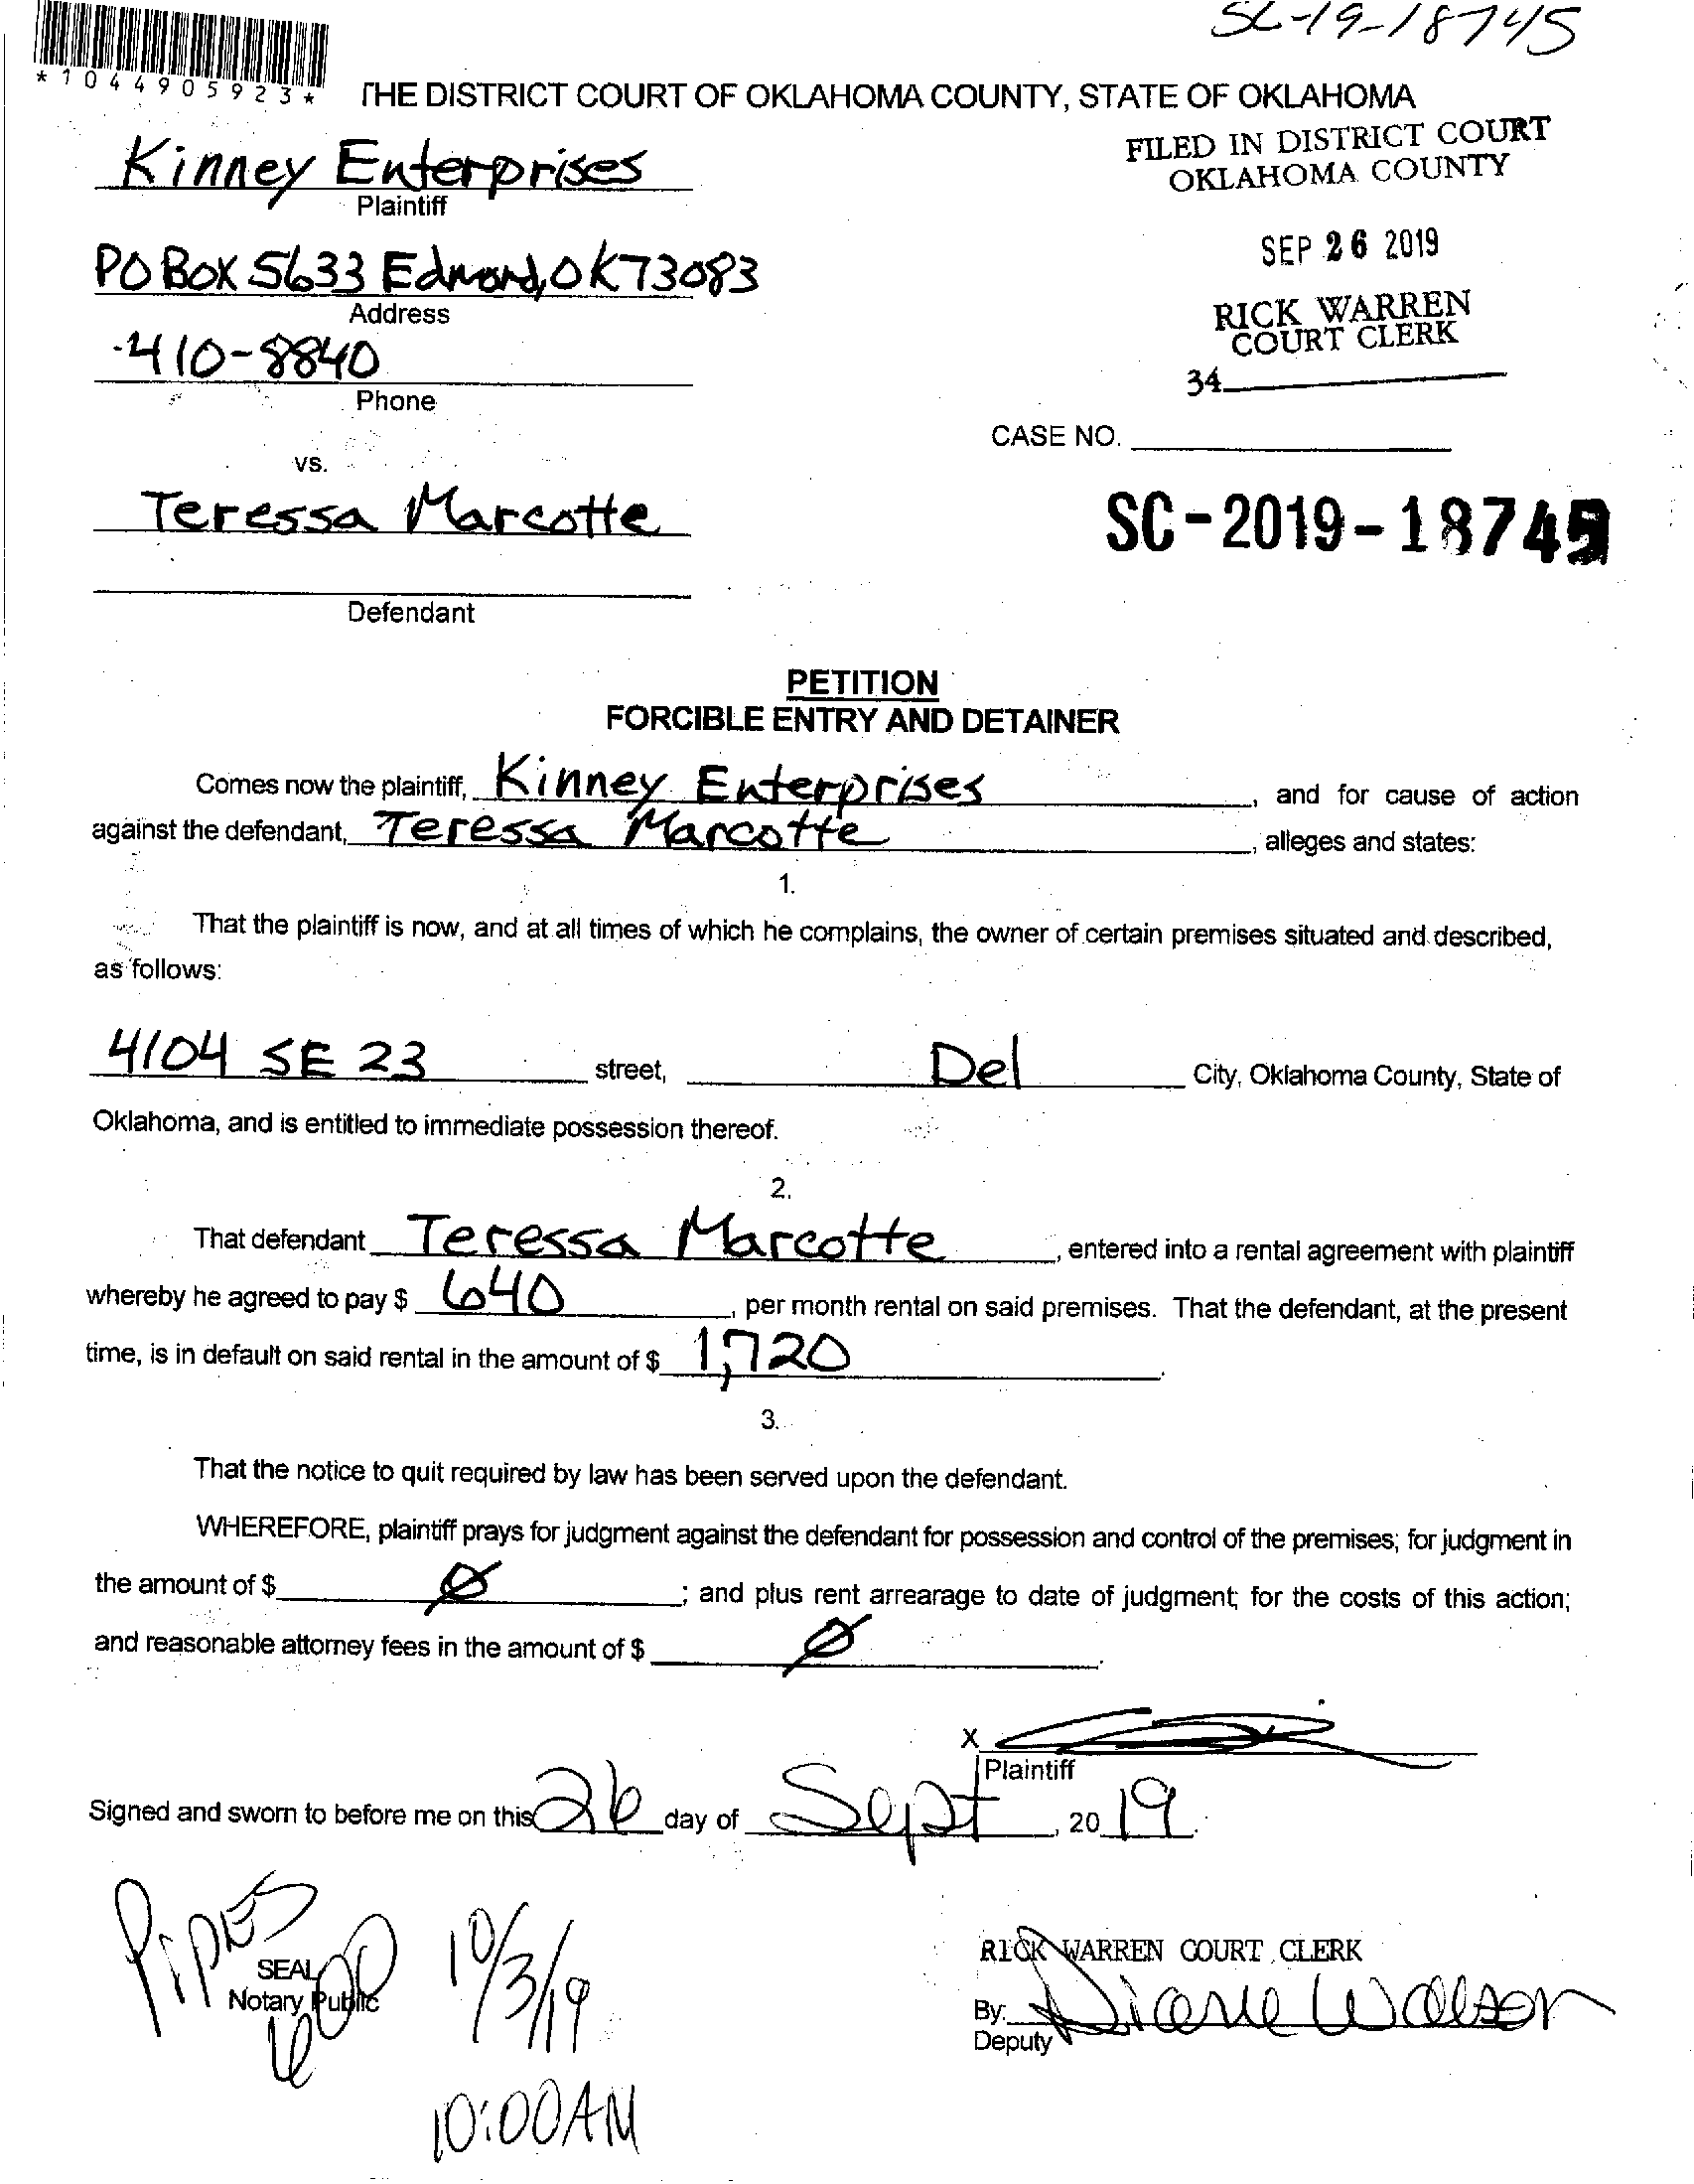 SC-19-18745
*1044905923*
THE DISTRICT COURT OF OKLAHOMA COUNTY, STATE OF OKLAHOMA
FILED IN DISTRICT COURT
OKLAHOMA COUNTY
Kinney Enterprises
Plaintiff
SEP 26 2019
PO BOX 5633 Edmond, OK 73083
Address
RICK WARREN
COURT CLERK
410-8840
34
Phone
CASE NO.
vs.
Teressa Marcotte
SC-2019-18745
Defendant
PETITION
FORCIBLE ENTRY AND DETAINER
Comes now the plaintiff, Kinney Enterprises, and for cause of action
against the defendant, Teressa Marcotte, alleges and states:
1.
That the plaintiff is now, and at all times of which he complains, the owner of certain premises situated and described,
as follows:
4104 SE 23 street, Del City, Oklahoma County, State of
Oklahoma, and is entitled to immediate possession thereof.
2.
That defendant Teressa Marcotte, entered into a rental agreement with plaintiff
whereby he agreed to pay $ 640, per month rental on said premises. That the defendant, at the present
time, is in default on said rental in the amount of $ 1,720.
3.
That the notice to quit required by law has been served upon the defendant.
WHEREFORE, plaintiff prays for judgment against the defendant for possession and control of the premises; for judgment in
the amount of $ Ø; and plus rent arrearage to date of judgment; for the costs of this action;
and reasonable attorney fees in the amount of $ Ø.
X
Plaintiff
Signed and sworn to before me on this 26 day of Sept, 2019.
Pipes
10/3/19
RICK WARREN COURT CLERK
SEAL
Notary Public
600
By: Diane Wilson
Deputy
10:00AM